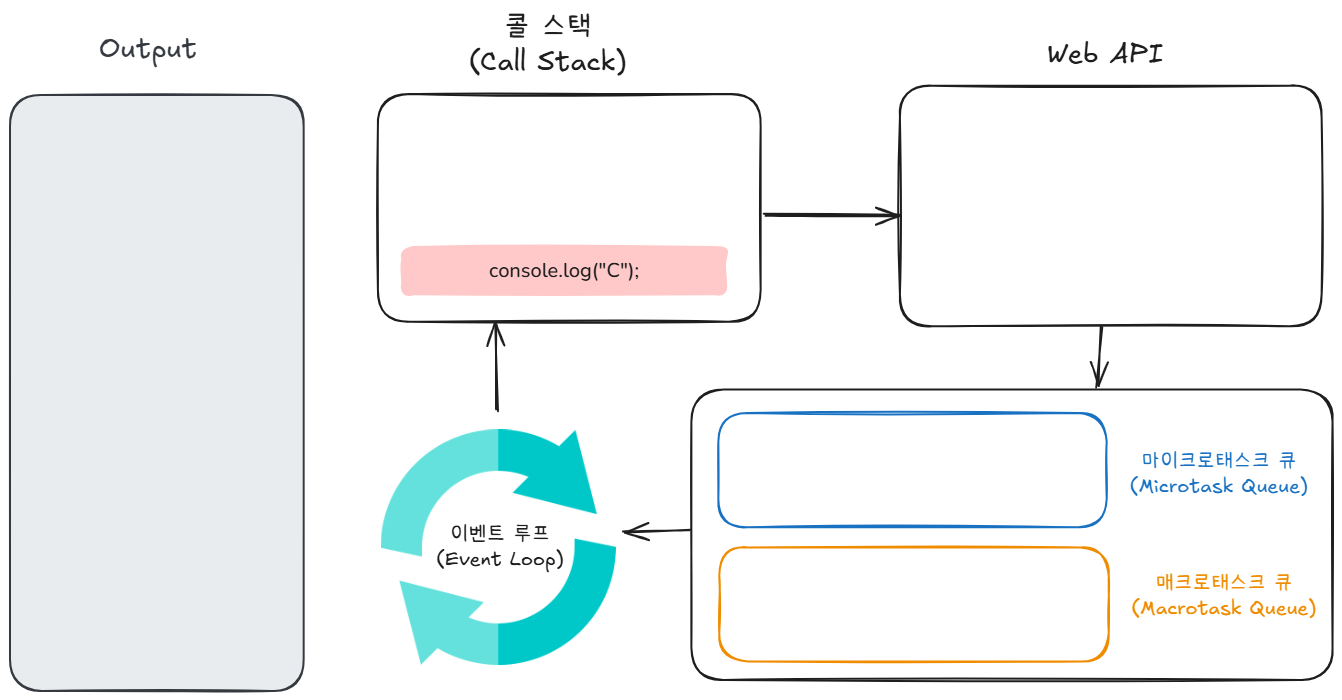 Output
콜 스택
(Call Stack)
Web API
console.log("C");
마이크로태스크 큐
(Microtask Queue)
이벤트 루프
(Event Loop)
매크로태스크 큐
(Macrotask Queue)